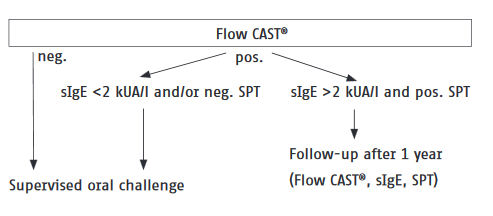 Flow CAST®
neg.
pos.
sIgE <2 kUA/l and/or neg. SPT
sIgE >2 kUA/l and pos. SPT
Follow-up after 1 year
(Flow CAST®, sIgE, SPT)
Supervised oral challenge